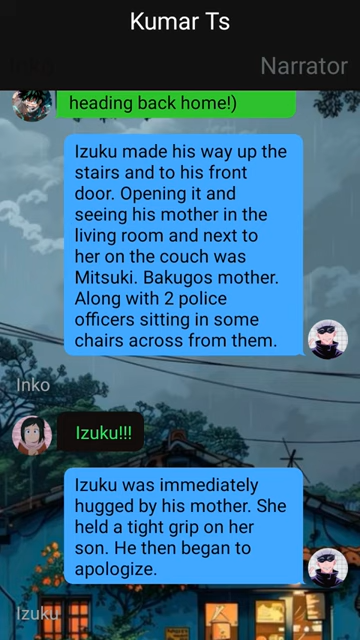 Kumar Ts
Inko
Narrator
heading back home!)
Izuku made his way up the
stairs and to his front
door. Opening it and
seeing his mother in the
living room and next to
her on the couch was
Mitsuki. Bakugos mother.
Along with 2 police
officers sitting in some
chairs across from them.
Inko
Izuku!!!
Izuku was immediately
hugged by his mother. She
held a tight grip on her
son. He then began to
apologize.
Izuku